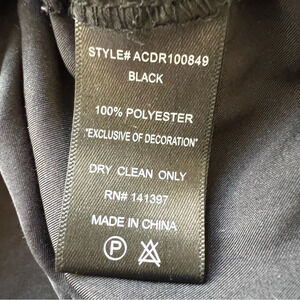 STYLE# ACDR100849
BLACK
100% POLYESTER
"EXCLUSIVE OF DECORATION"
DRY CLEAN ONLY
RN# 141397
MADE IN CHINA
P